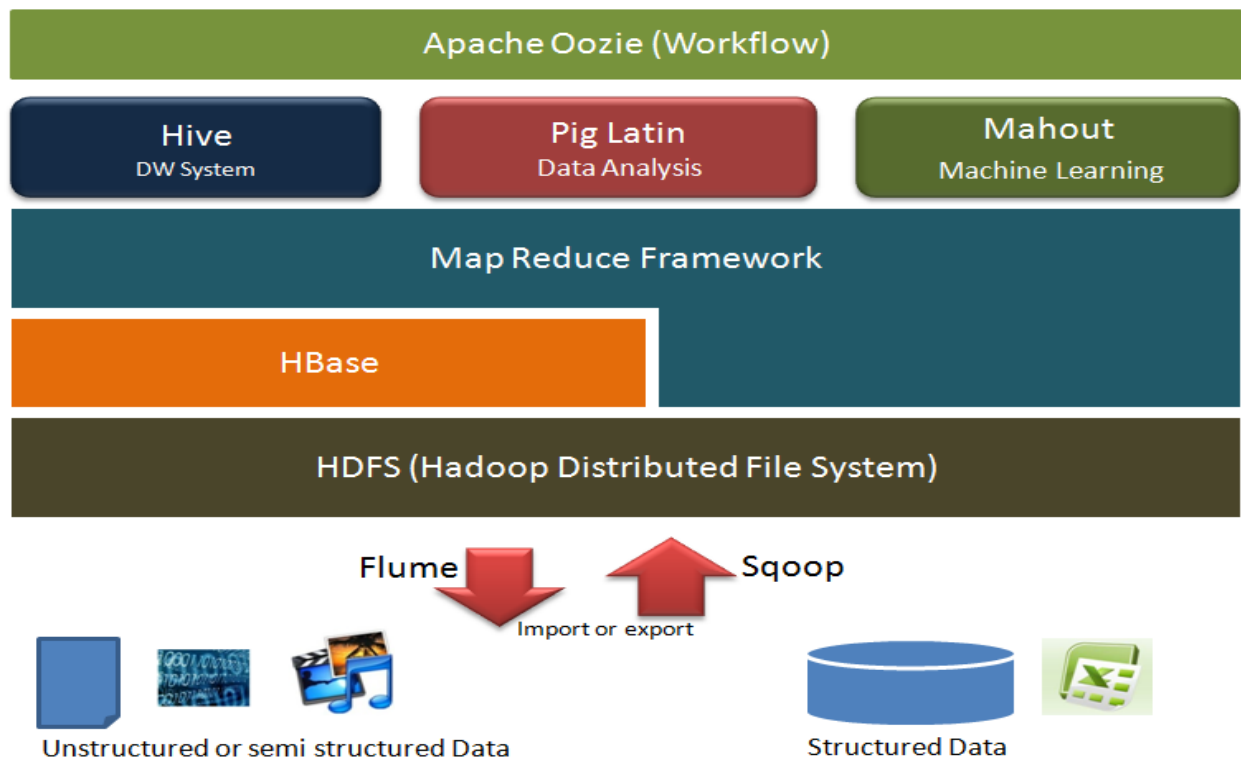 Apache Oozie (Workflow)
Hive
DW System
Pig Latin
Data Analysis
Mahout
Machine Learning
Map Reduce Framework
HBase
HDFS (Hadoop Distributed File System)
Flume
Sqoop
Import or export
Unstructured or semi structured Data
Structured Data